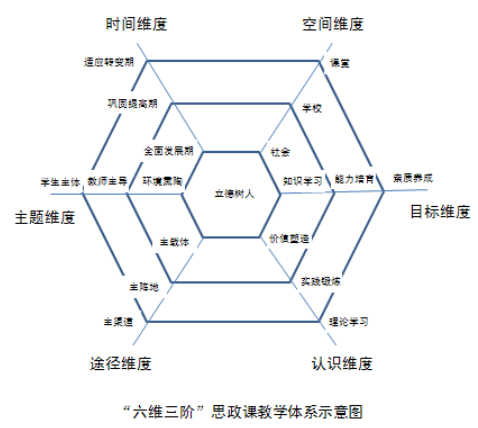 时间维度 空间维度
适应转变期 课堂
巩固提高期 学校
全面发展期 社会
学生主体 教师主导 环境熏陶 立德树人 知识学习 能力培育 素质养成
主题维度 目标维度
主载体 价值塑造
主阵地 实践锻炼
主渠道 理论学习
途径维度 认识维度
“六维三阶”思政课教学体系示意图